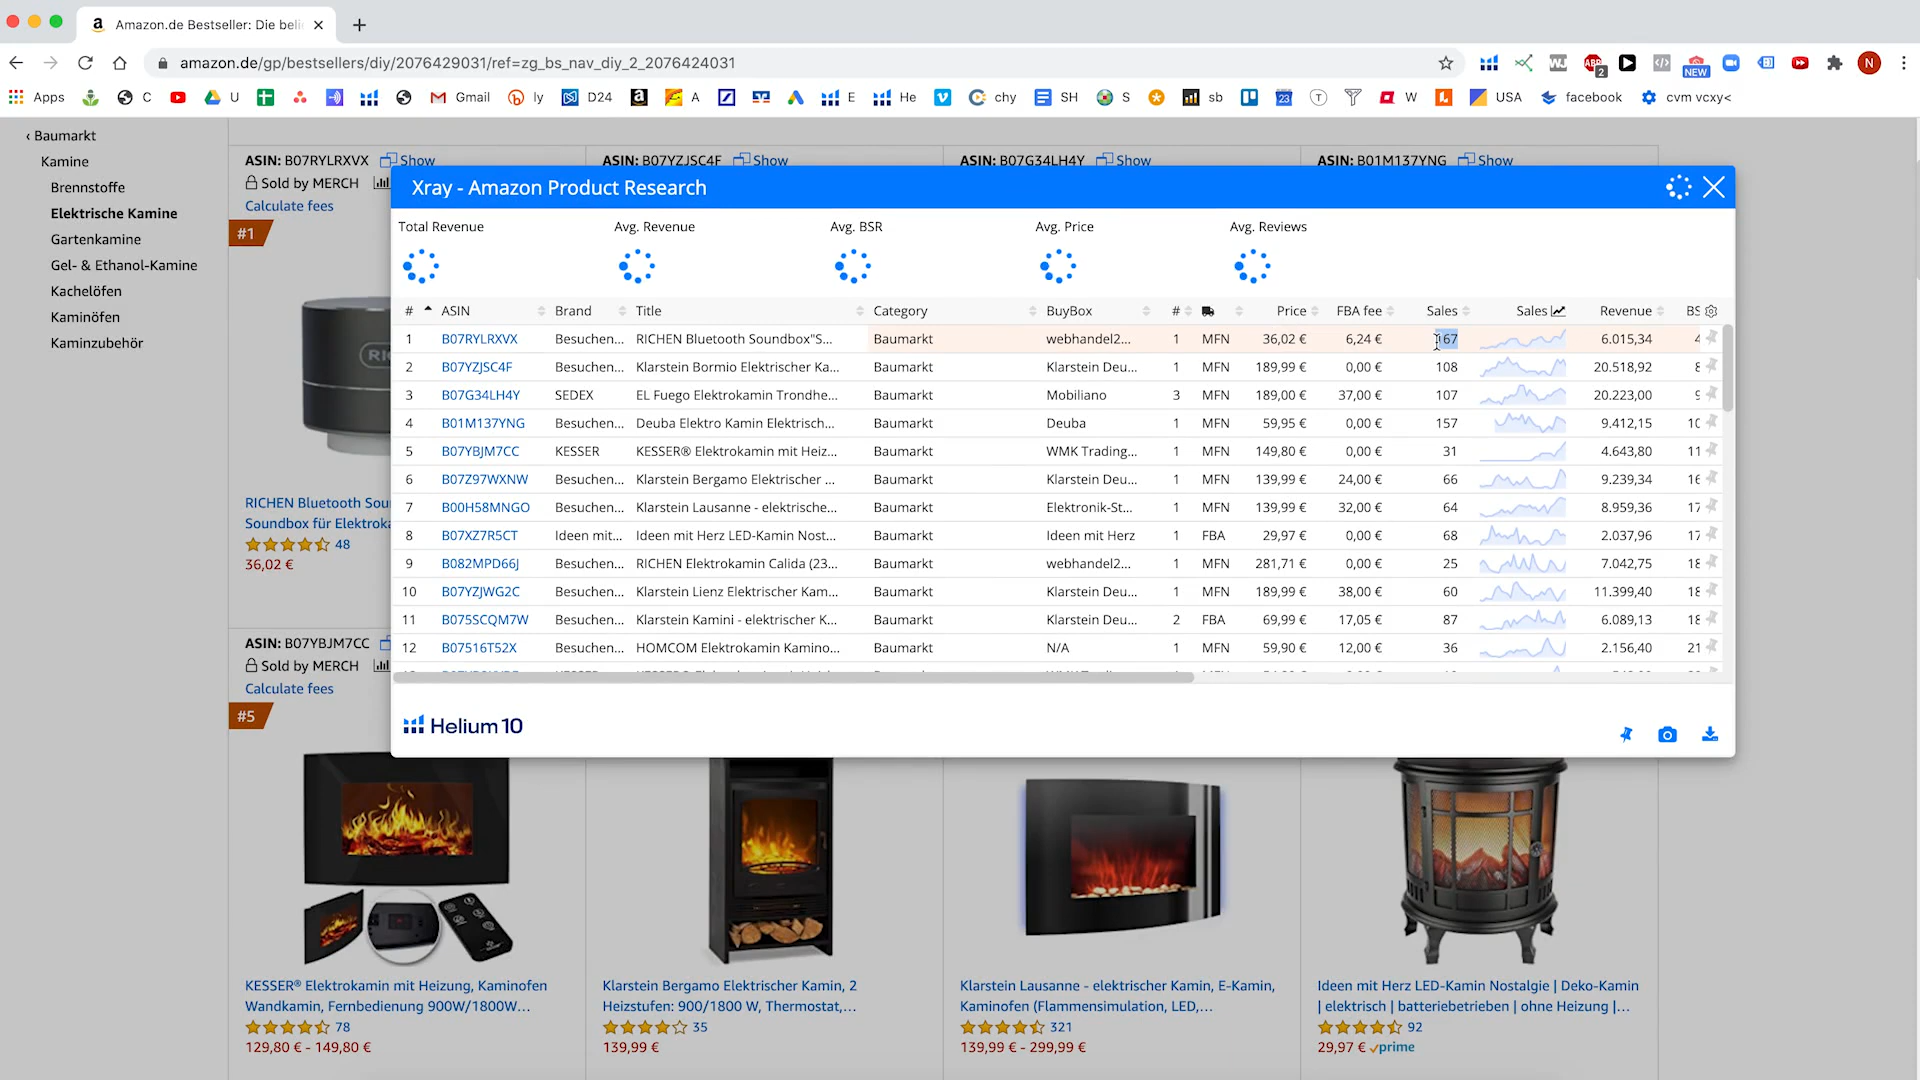 Amazon.de Bestseller: Die beli
amazon.de/gp/bestsellers/diy/2076429031/ref=zg_bs_nav_diy_2_2076424031
2
NEW
N
Apps
C
U
Gmail
ly
D24
A
E
He
chy
SH
S
sb
23
T
W
USA
facebook
cvm vcxy<
‹ Baumarkt
Kamine
Brennstoffe
Elektrische Kamine
Gartenkamine
Gel- & Ethanol-Kamine
Kachelöfen
Kaminöfen
Kaminzubehör
ASIN: B07RYLRXVX Show
ASIN: B07YZJSC4F Show
ASIN: B07G34LH4Y Show
ASIN: B01M137YNG Show
Sold by MERCH
Calculate fees
#1
Xray - Amazon Product Research
Total Revenue Avg. Revenue Avg. BSR Avg. Price Avg. Reviews
# ASIN Brand Title Category BuyBox # Price FBA fee Sales Sales Revenue BS
1 B07RYLRXVX Besuchen... RICHEN Bluetooth Soundbox"S... Baumarkt webhandel2... 1 MFN 36,02 € 6,24 € 167 6.015,34 4
2 B07YZJSC4F Besuchen... Klarstein Bormio Elektrischer Ka... Baumarkt Klarstein Deu... 1 MFN 189,99 € 0,00 € 108 20.518,92 8
3 B07G34LH4Y SEDEX EL Fuego Elektrokamin Trondhe... Baumarkt Mobiliano 3 MFN 189,00 € 37,00 € 107 20.223,00 9
4 B01M137YNG Besuchen... Deuba Elektro Kamin Elektrisch... Baumarkt Deuba 1 MFN 59,95 € 0,00 € 157 9.412,15 10
5 B07YBJM7CC KESSER KESSER® Elektrokamin mit Heiz... Baumarkt WMK Trading... 1 MFN 149,80 € 0,00 € 31 4.643,80 11
6 B07Z97WXNW Besuchen... Klarstein Bergamo Elektrischer ... Baumarkt Klarstein Deu... 1 MFN 139,99 € 24,00 € 66 9.239,34 16
7 B00H58MNGO Besuchen... Klarstein Lausanne - elektrische... Baumarkt Elektronik-St... 1 MFN 139,99 € 32,00 € 64 8.959,36 17
8 B07XZ7R5CT Ideen mit... Ideen mit Herz LED-Kamin Nost... Baumarkt Ideen mit Herz 1 FBA 29,97 € 0,00 € 68 2.037,96 17
9 B082MPD66J Besuchen... RICHEN Elektrokamin Calida (23... Baumarkt webhandel2... 1 MFN 281,71 € 0,00 € 25 7.042,75 18
10 B07YZJWG2C Besuchen... Klarstein Lienz Elektrischer Kam... Baumarkt Klarstein Deu... 1 MFN 189,99 € 38,00 € 60 11.399,40 18
11 B075SCQM7W Besuchen... Klarstein Kamini - elektrischer K... Baumarkt Klarstein Deu... 2 FBA 69,99 € 17,05 € 87 6.089,13 18
12 B07516T52X Besuchen... HOMCOM Elektrokamin Kamino... Baumarkt N/A 1 MFN 59,90 € 12,00 € 36 2.156,40 21
Helium 10
RICHEN Bluetooth Sou
Soundbox für Elektroka
48
36,02 €
ASIN: B07YBJM7CC
Sold by MERCH
Calculate fees
#5
KESSER® Elektrokamin mit Heizung, Kaminofen
Wandkamin, Fernbedienung 900W/1800W...
78
129,80 € - 149,80 €
Klarstein Bergamo Elektrischer Kamin, 2
Heizstufen: 900/1800 W, Thermostat,...
35
139,99 €
Klarstein Lausanne - elektrischer Kamin, E-Kamin,
Kaminofen (Flammensimulation, LED,...
321
139,99 € - 299,99 €
Ideen mit Herz LED-Kamin Nostalgie | Deko-Kamin
| elektrisch | batteriebetrieben | ohne Heizung |...
92
29,97 € prime